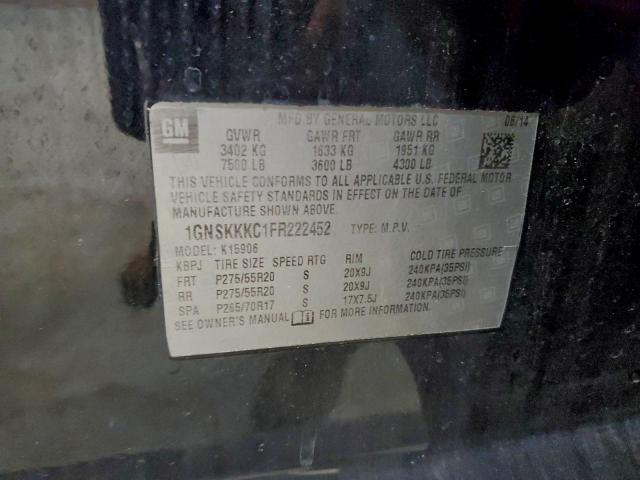 GM MFD BY GENERAL MOTORS LLC 06/14
GVWR GAWR FRT GAWR RR
3402 KG 1633 KG 1951 KG
7500 LB 3600 LB 4300 LB
THIS VEHICLE CONFORMS TO ALL APPLICABLE U.S. FEDERAL MOTOR
VEHICLE SAFETY STANDARDS IN EFFECT ON THE DATE OF
MANUFACTURE SHOWN ABOVE.
1GNSKKKC1FR222452 TYPE: M.P.V.
MODEL: K15906
KBPJ TIRE SIZE SPEED RTG RIM COLD TIRE PRESSURE
FRT P275/55R20 S 20X9J 240KPA(35PSI)
RR P275/55R20 S 20X9J 240KPA(35PSI)
SPA P265/70R17 S 17X7.5J 240KPA(35PSI)
SEE OWNER'S MANUAL FOR MORE INFORMATION.